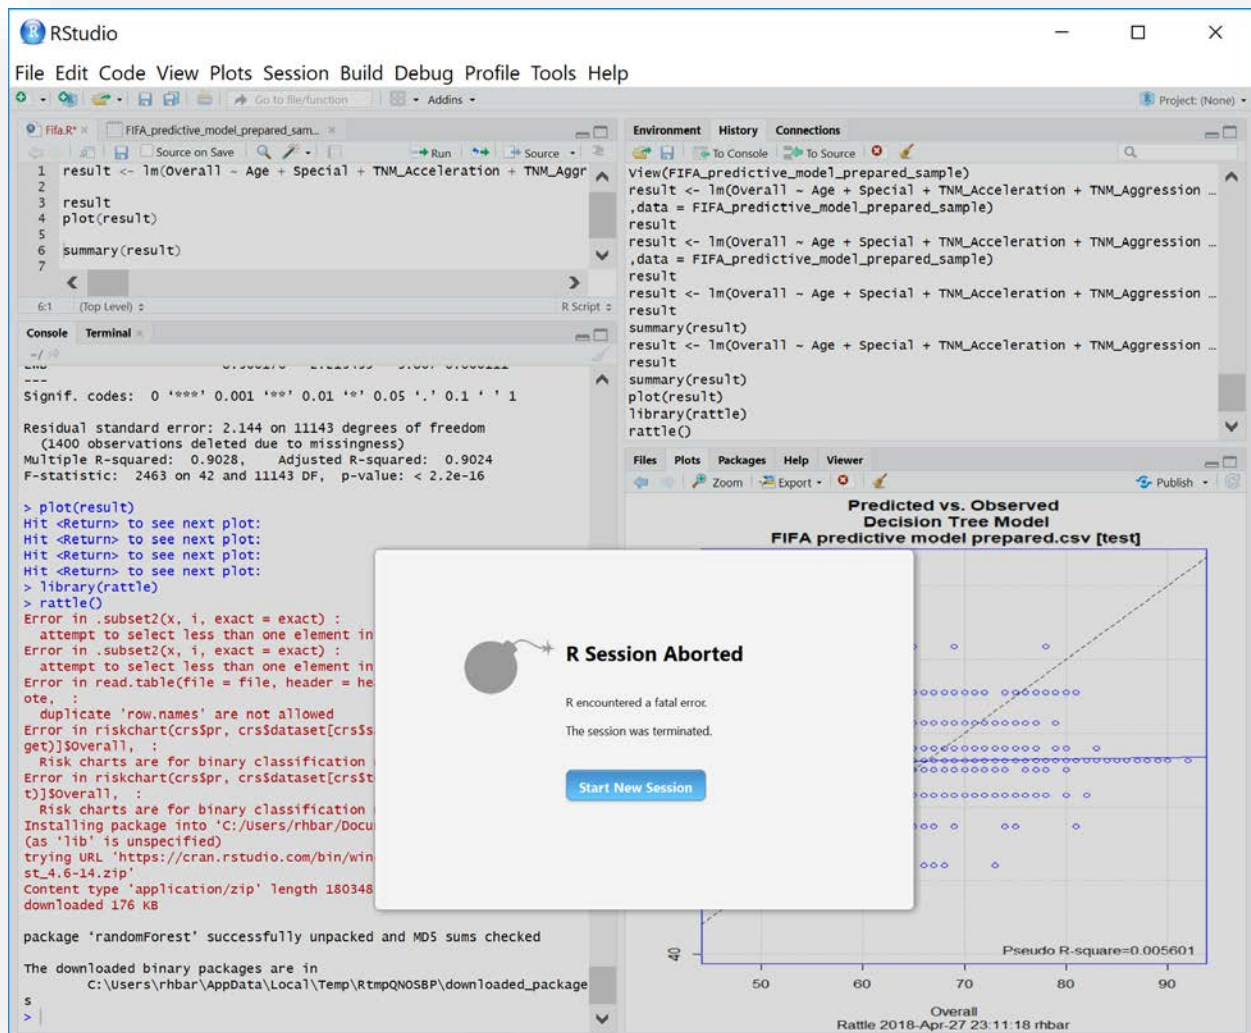 RStudio
File Edit Code View Plots Session Build Debug Profile Tools Help
Go to file/function
Addins
Project: (None)
Fifa.R*
FIFA_predictive_model_prepared_sam...
Source on Save
Run
Source
1 result <- lm(Overall ~ Age + Special + TNM_Acceleration + TNM_Aggr
2
3 result
4 plot(result)
5
6 summary(result)
7
6:1 (Top Level)
R Script
Console Terminal
~/
---
Signif. codes: 0 ‘***’ 0.001 ‘**’ 0.01 ‘*’ 0.05 ‘.’ 0.1 ‘ ’ 1
Residual standard error: 2.144 on 11143 degrees of freedom
(1400 observations deleted due to missingness)
Multiple R-squared: 0.9028, Adjusted R-squared: 0.9024
F-statistic: 2463 on 42 and 11143 DF, p-value: < 2.2e-16
> plot(result)
Hit <Return> to see next plot:
Hit <Return> to see next plot:
Hit <Return> to see next plot:
Hit <Return> to see next plot:
> library(rattle)
> rattle()
Error in .subset2(x, i, exact = exact) :
attempt to select less than one element in
Error in .subset2(x, i, exact = exact) :
attempt to select less than one element in
Error in read.table(file = file, header = he
ote, :
duplicate 'row.names' are not allowed
Error in riskchart(crs$pr, crs$dataset[crs$s
get)]$Overall, :
Risk charts are for binary classification
Error in riskchart(crs$pr, crs$dataset[crs$t
t)]$Overall, :
Risk charts are for binary classification
Installing package into ‘C:/Users/rhbar/Docu
(as ‘lib’ is unspecified)
trying URL 'https://cran.rstudio.com/bin/win
st_4.6-14.zip'
Content type 'application/zip' length 180348
downloaded 176 KB
package ‘randomForest’ successfully unpacked and MD5 sums checked
The downloaded binary packages are in
C:\Users\rhbar\AppData\Local\Temp\RtmpQNOSBP\downloaded_package
s
>
Environment History Connections
To Console
To Source
View(FIFA_predictive_model_prepared_sample)
result <- lm(Overall ~ Age + Special + TNM_Acceleration + TNM_Aggression ...
,data = FIFA_predictive_model_prepared_sample)
result
result <- lm(Overall ~ Age + Special + TNM_Acceleration + TNM_Aggression ...
,data = FIFA_predictive_model_prepared_sample)
result
result <- lm(Overall ~ Age + Special + TNM_Acceleration + TNM_Aggression ...
result
summary(result)
result <- lm(Overall ~ Age + Special + TNM_Acceleration + TNM_Aggression ...
result
summary(result)
plot(result)
library(rattle)
rattle()
Files Plots Packages Help Viewer
Zoom
Export
Publish
Predicted vs. Observed
Decision Tree Model
FIFA predictive model prepared.csv [test]
40
Pseudo R-square=0.005601
50 60 70 80 90
Overall
Rattle 2018-Apr-27 23:11:18 rhbar
R Session Aborted
R encountered a fatal error.
The session was terminated.
Start New Session